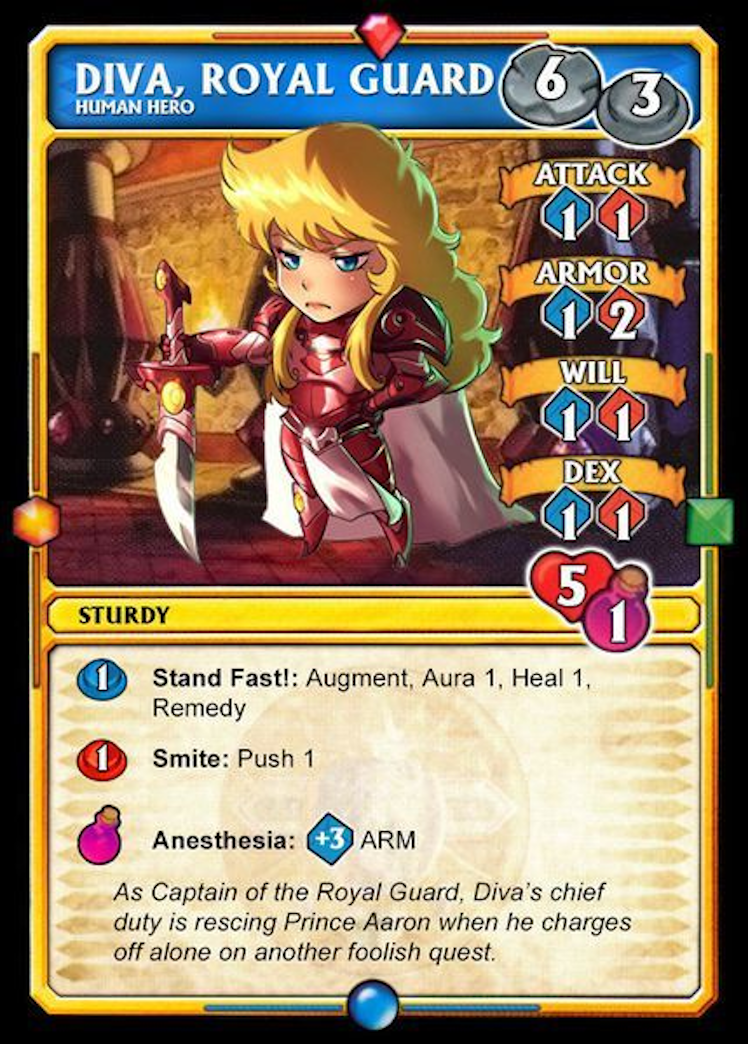 DIVA, ROYAL GUARD
HUMAN HERO
6
3
ATTACK
1 1
ARMOR
1 2
WILL
1 1
DEX
1 1
5
1
STURDY
1 Stand Fast!: Augment, Aura 1, Heal 1,
Remedy
1 Smite: Push 1
Anesthesia: +3 ARM
As Captain of the Royal Guard, Diva's chief
duty is rescing Prince Aaron when he charges
off alone on another foolish quest.